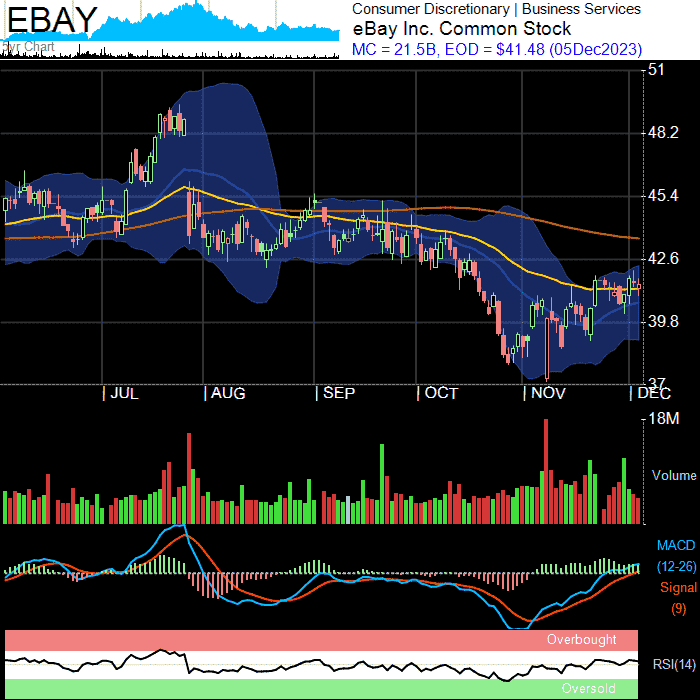 EBAY
5yr Chart
Consumer Discretionary | Business Services
eBay Inc. Common Stock
MC = 21.5B, EOD = $41.48 (05Dec2023)
51
48.2
45.4
42.6
39.8
37
JUL AUG SEP OCT NOV DEC
18M
Volume
MACD
(12-26)
Signal
(9)
Overbought
RSI(14)
Oversold